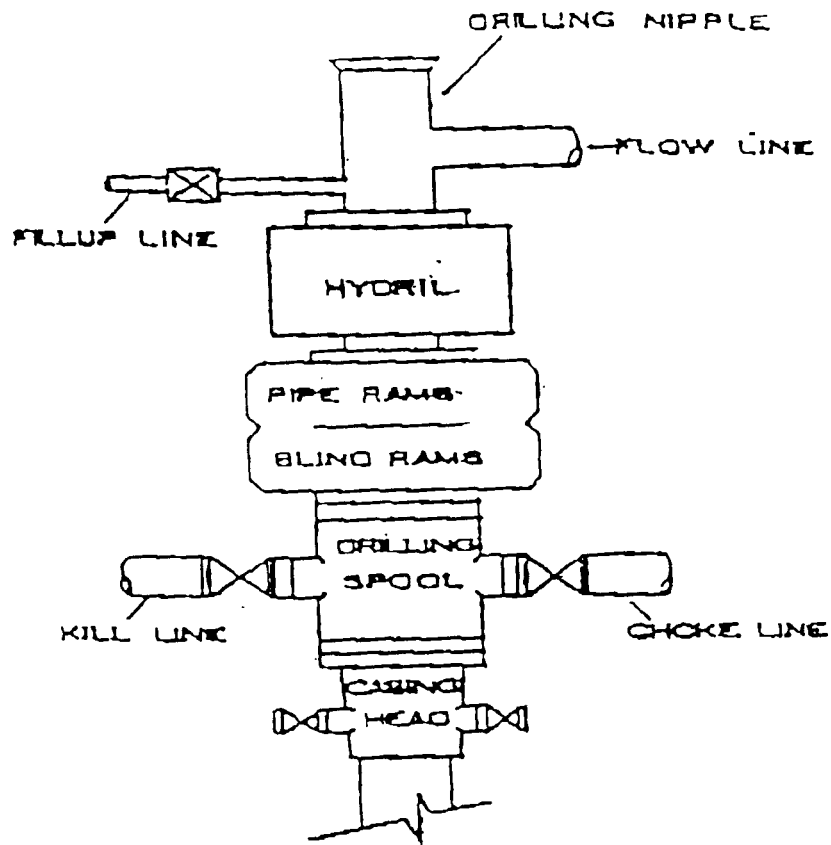 DRILLING NIPPLE
FLOW LINE
FILLUP LINE
HYDRIL
PIPE RAMS
BLIND RAMS
DRILLING
SPOOL
KILL LINE
CHOKE LINE
CASING
HEAD